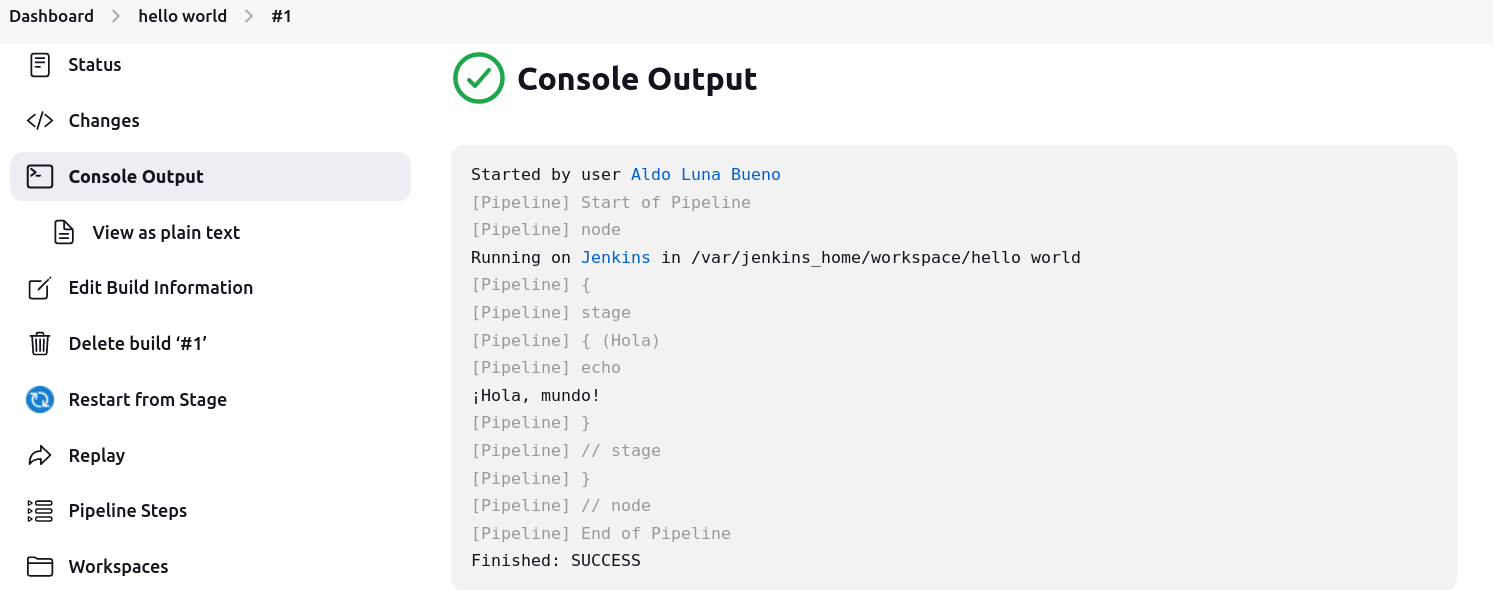 Dashboard > hello world > #1
Status
Changes
Console Output
View as plain text
Edit Build Information
Delete build ‘#1’
Restart from Stage
Replay
Pipeline Steps
Workspaces
Console Output
Started by user Aldo Luna Bueno
[Pipeline] Start of Pipeline
[Pipeline] node
Running on Jenkins in /var/jenkins_home/workspace/hello world
[Pipeline] {
[Pipeline] stage
[Pipeline] { (Hola)
[Pipeline] echo
¡Hola, mundo!
[Pipeline] }
[Pipeline] // stage
[Pipeline] }
[Pipeline] // node
[Pipeline] End of Pipeline
Finished: SUCCESS